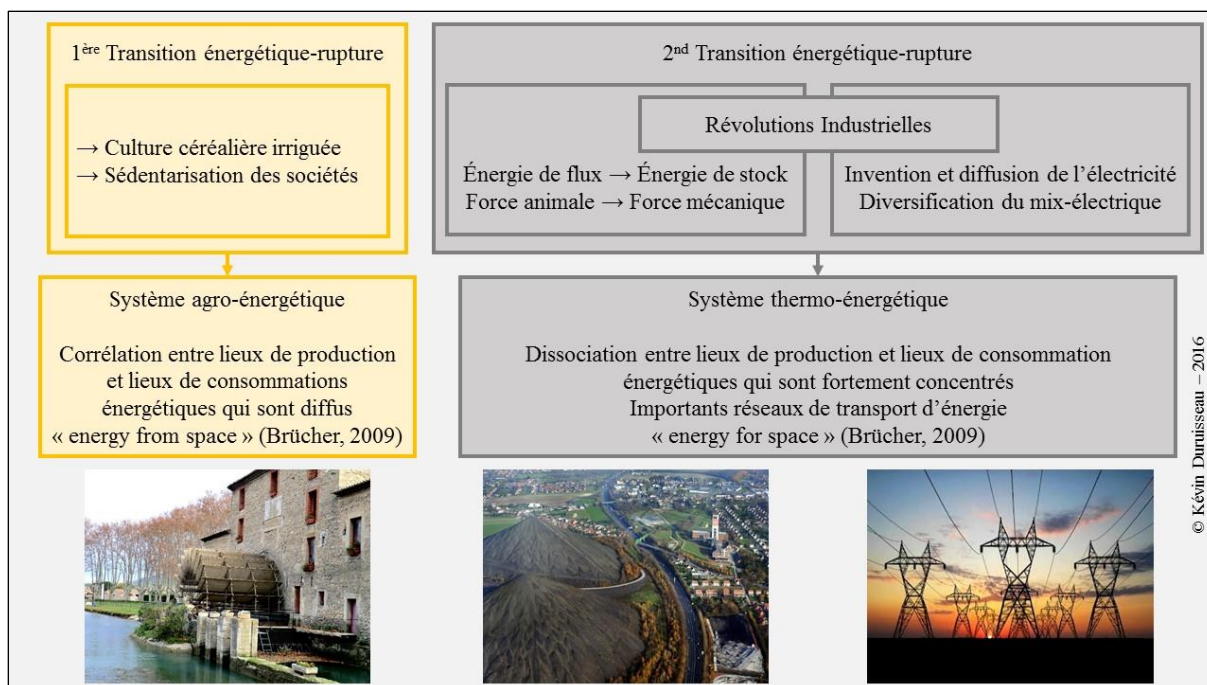 1ère Transition énergétique-rupture
→ Culture céréalière irriguée
→ Sédentarisation des sociétés
Système agro-énergétique
Corrélation entre lieux de production
et lieux de consommations
énergétiques qui sont diffus
« energy from space » (Brücher, 2009)
2nd Transition énergétique-rupture
Révolutions Industrielles
Énergie de flux → Énergie de stock
Force animale → Force mécanique
Invention et diffusion de l’électricité
Diversification du mix-électrique
Système thermo-énergétique
Dissociation entre lieux de production et lieux de consommation
énergétiques qui sont fortement concentrés
Importants réseaux de transport d’énergie
« energy for space » (Brücher, 2009)
© Kévin Duruisseau – 2016